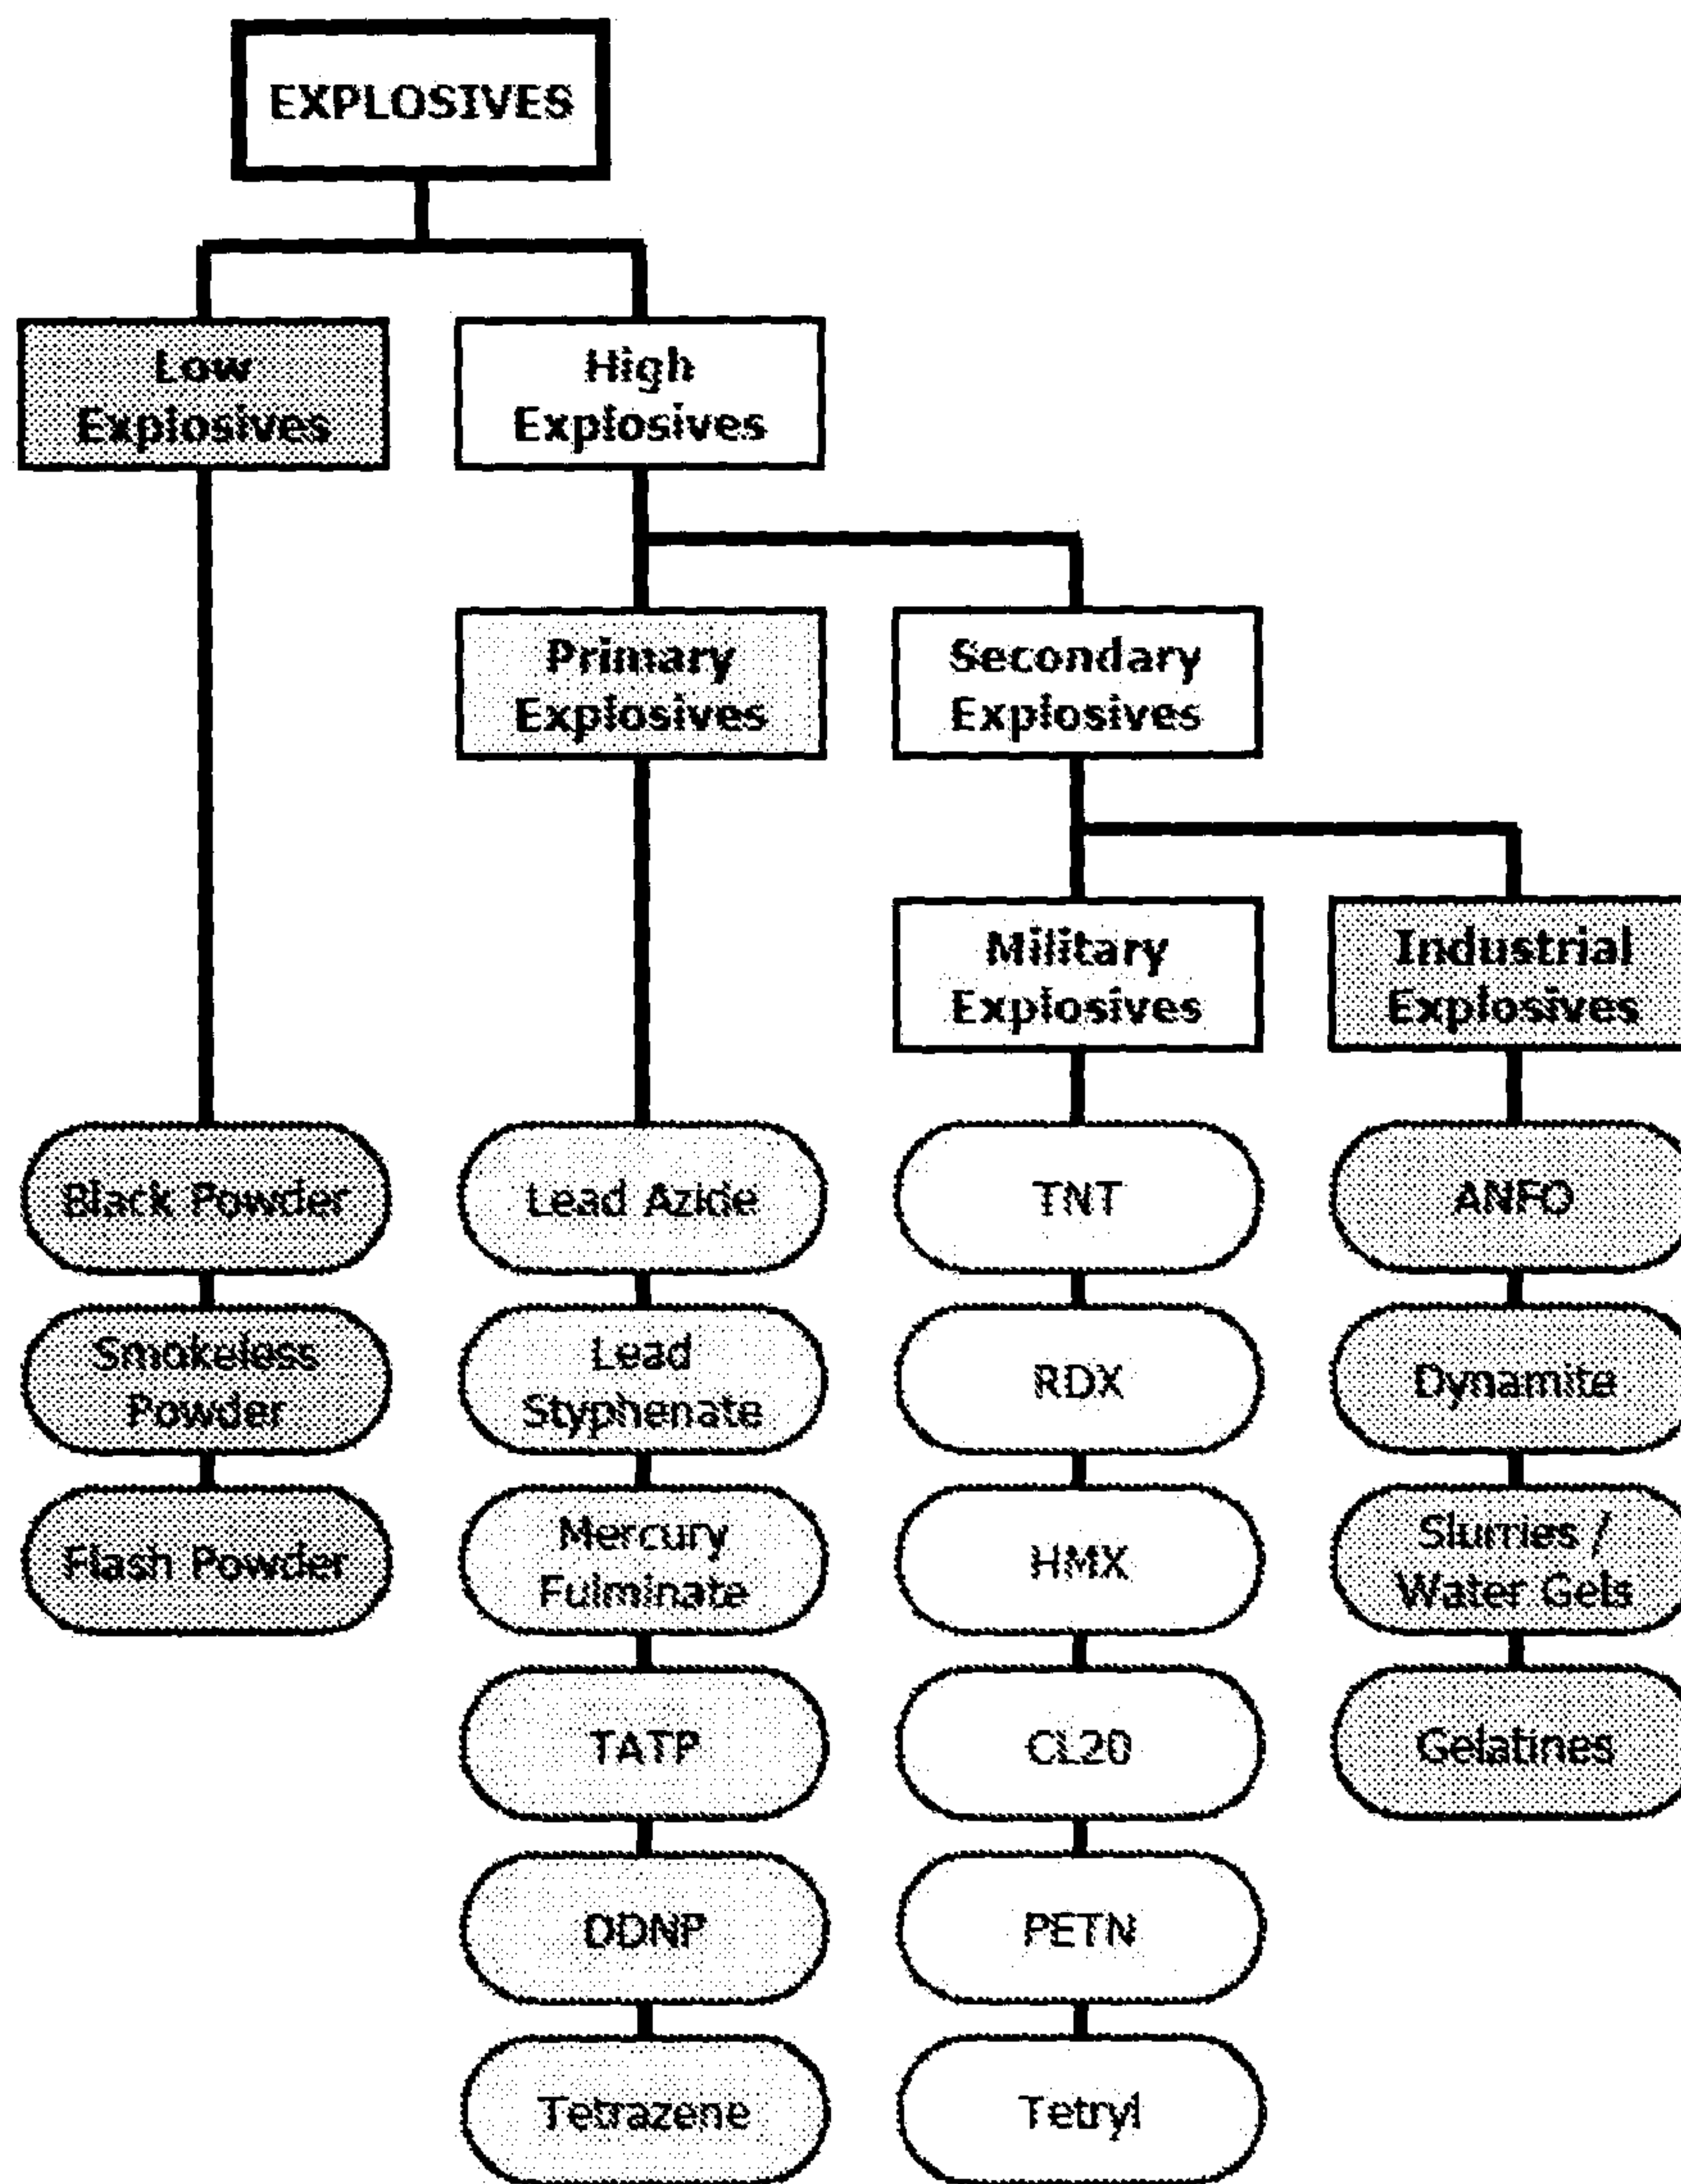 EXPLOSIVES
Low
Explosives
High
Explosives
Primary
Explosives
Secondary
Explosives
Military
Explosives
Industrial
Explosives
Black Powder
Smokeless
Powder
Flash Powder
Lead Azide
Lead
Styphenate
Mercury
Fulminate
TATP
DDNP
Tetrazene
TNT
RDX
HMX
CL20
PETN
Tetryl
ANFO
Dynamite
Slurries /
Water Gels
Gelatines